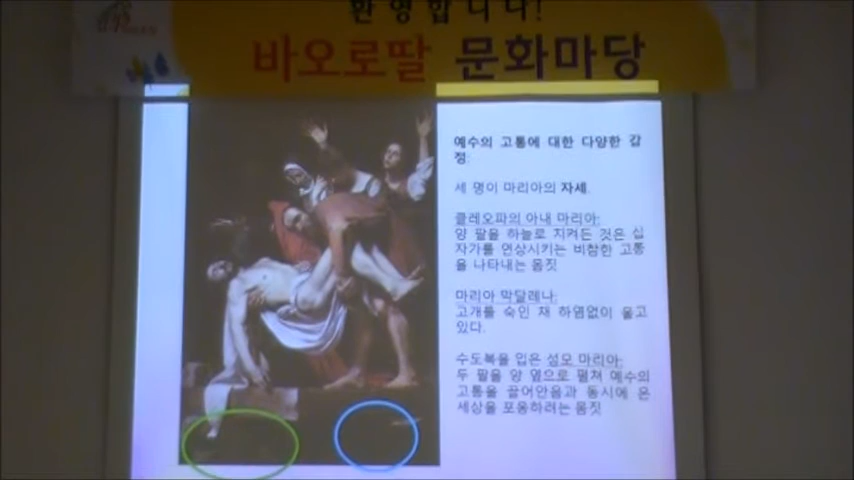 환영합니다!
바오로딸 문화마당
예수의 고통에 대한 다양한 감
정:
세 명이 마리아의 자세.
클레오파의 아내 마리아:
양 팔을 하늘로 지켜든 것은 십
자가를 연상시키는 비참한 고통
을 나타내는 몸짓
마리아 막달레나:
고개를 숙인 채 하염없이 울고
있다.
수도복을 입은 성모 마리아:
두 팔을 양 옆으로 펼쳐 예수의
고통을 끌어안음과 동시에 온
세상을 포옹하려는 몸짓